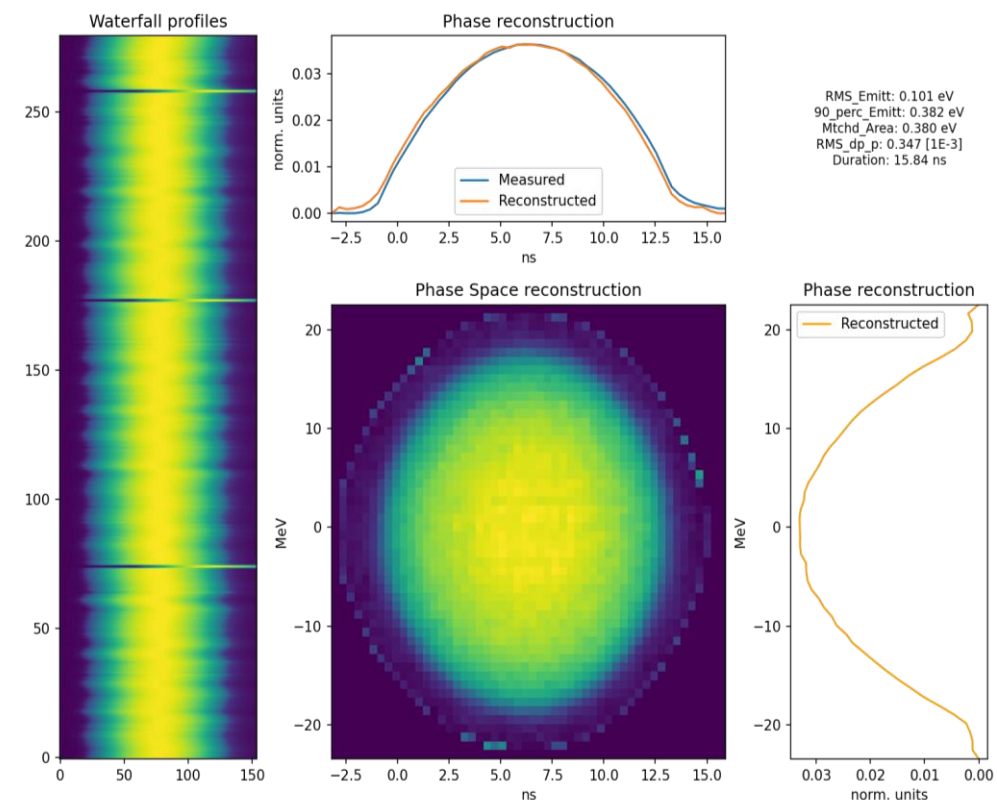 Waterfall profiles
250
200
150
100
50
0
0
50
100
150
Phase reconstruction
norm. units
0.03
0.02
0.01
0.00
Measured
Reconstructed
−2.5
0.0
2.5
5.0
7.5
10.0
12.5
15.0
ns
RMS_Emitt: 0.101 eV
90_perc_Emitt: 0.382 eV
Mtchd_Area: 0.380 eV
RMS_dp_p: 0.347 [1E-3]
Duration: 15.84 ns
Phase Space reconstruction
MeV
20
10
0
−10
−20
−2.5
0.0
2.5
5.0
7.5
10.0
12.5
15.0
ns
Phase reconstruction
Reconstructed
MeV
20
10
0
−10
−20
0.03
0.02
0.01
0.00
norm. units